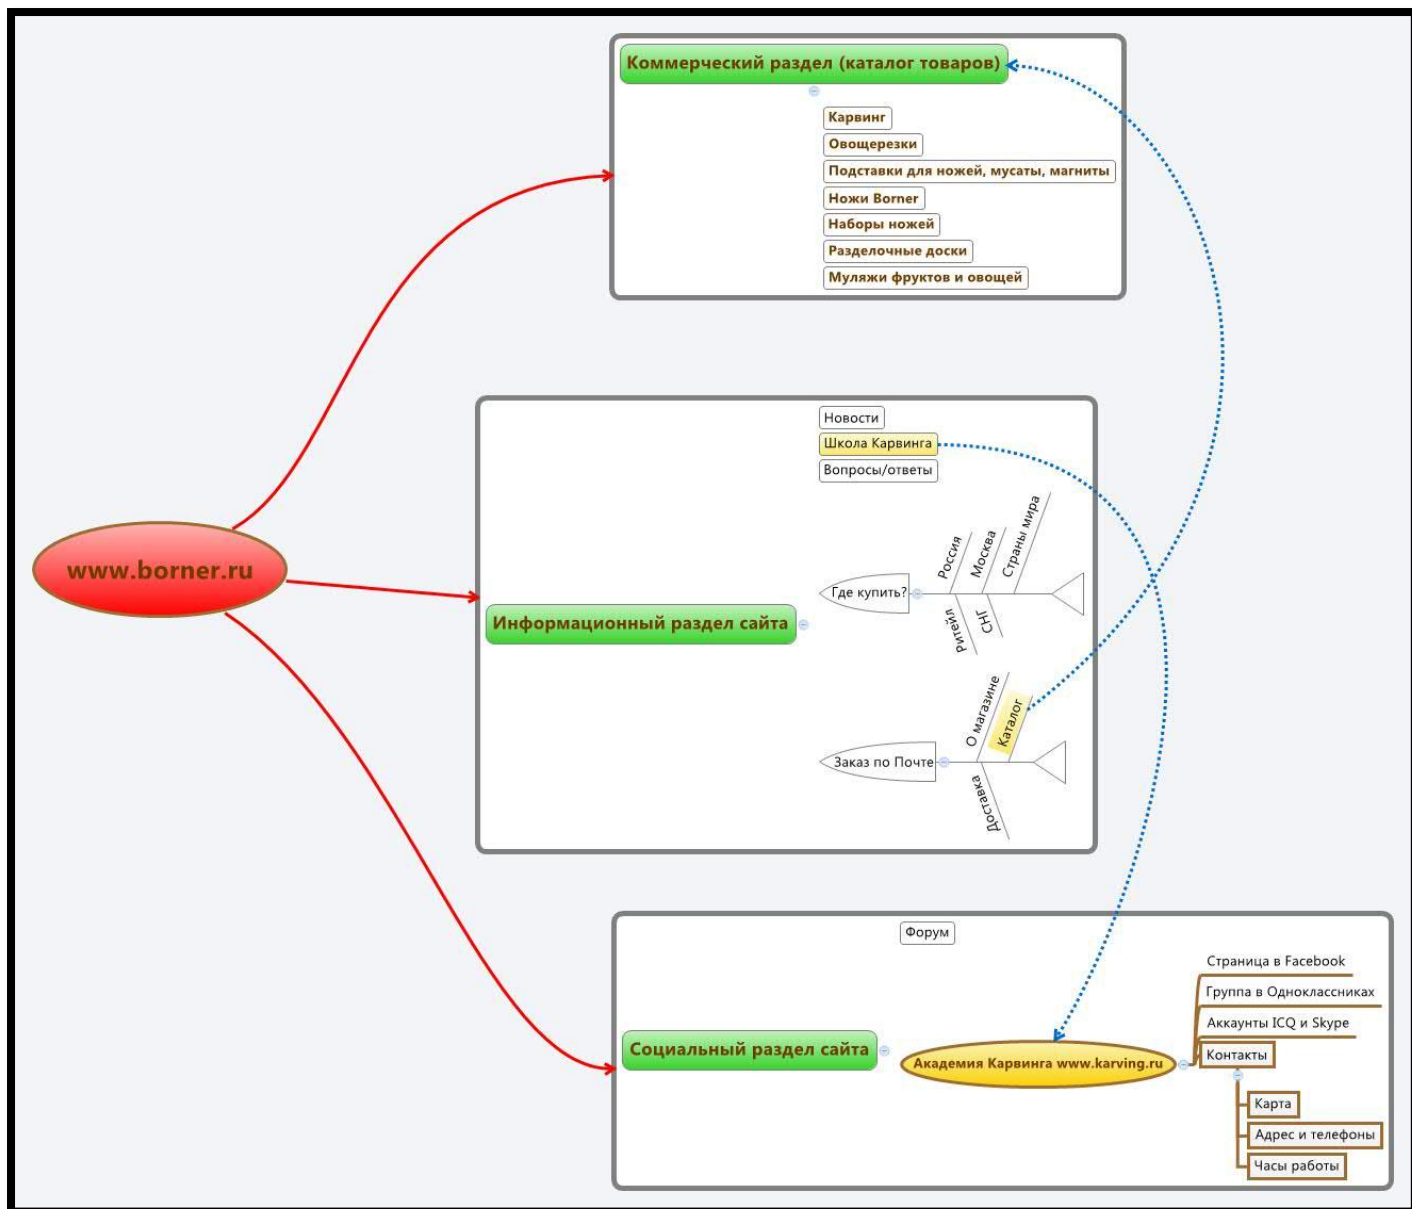 Коммерческий раздел (каталог товаров)
Карвинг
Овощерезки
Подставки для ножей, мусаты, магниты
Ножи Borner
Наборы ножей
Разделочные доски
Муляжи фруктов и овощей
www.borner.ru
Информационный раздел сайта
Новости
Школа Карвинга
Вопросы/ответы
Где купить?
Россия
Москва
Страны мира
Ритейл
СНГ
Заказ по Почте
О магазине
Каталог
Доставка
Социальный раздел сайта
Форум
Академия Карвинга www.karving.ru
Страница в Facebook
Группа в Одноклассниках
Аккаунты ICQ и Skype
Контакты
Карта
Адрес и телефоны
Часы работы